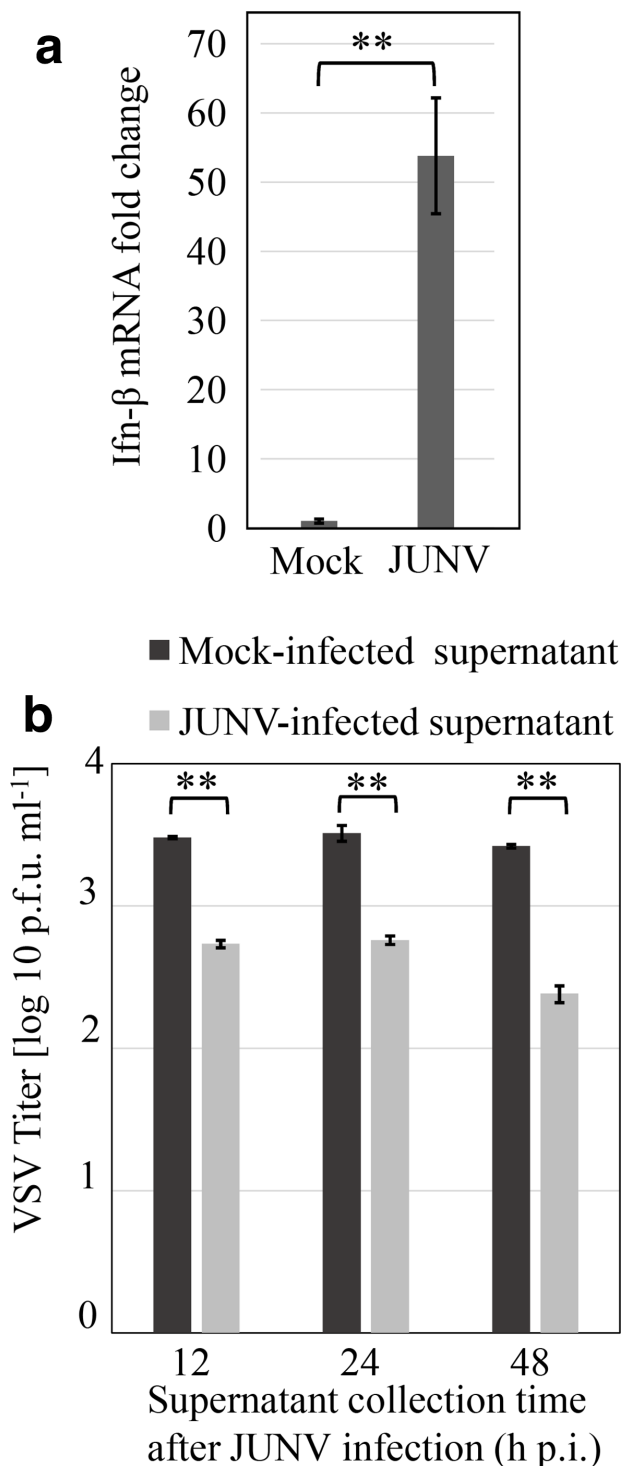 a
Ifn-β mRNA fold change
70
60
50
40
30
20
10
0
**
Mock JUNV
Mock-infected supernatant
b
JUNV-infected supernatant
VSV Titer [log 10 p.f.u. ml-1]
4
3
2
1
0
** ** **
12 24 48
Supernatant collection time
after JUNV infection (h p.i.)